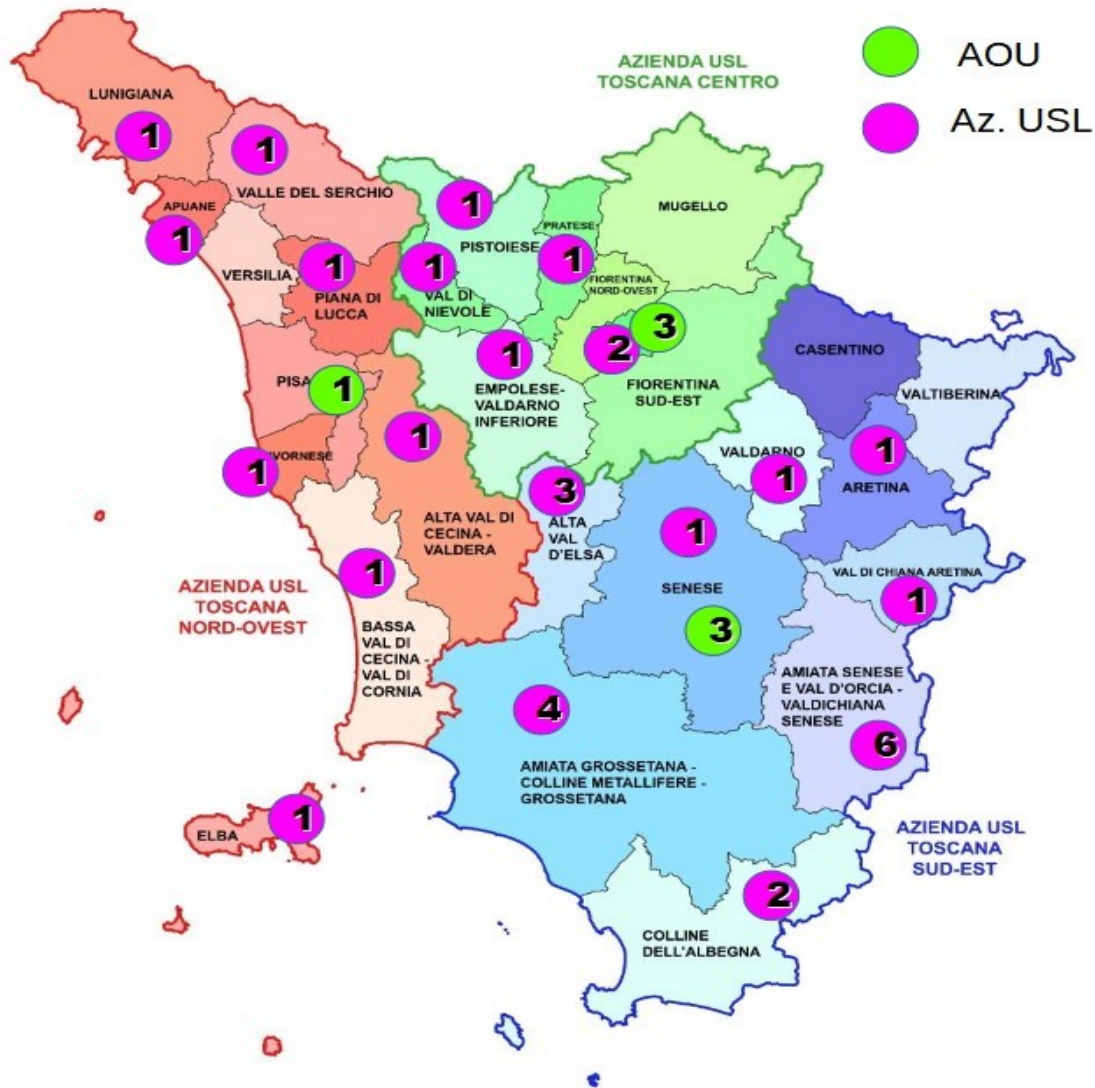 AZIENDA USL
TOSCANA CENTRO
AOU
Az. USL
LUNIGIANA
1
1
VALLE DEL SERCHIO
APUANE
1
VERSILIA
1
PIANA DI
LUCCA
1
PISTOIESE
1
VAL DI
NIEVOLE
PRATESE
1
MUGELLO
FIORENTINA
NORD-OVEST
3
2
FIORENTINA
SUD-EST
1
EMPOLESE-
VALDARNO
INFERIORE
PISA
1
1
IVORNESE
1
CASENTINO
VALTIBERINA
VALDARNO
1
1
ARETINA
3
ALTA
VAL
D'ELSA
ALTA VAL DI
CECINA -
VALDERA
1
SENESE
3
VAL DI CHIANA ARETINA
1
AZIENDA USL
TOSCANA
NORD-OVEST
1
BASSA
VAL DI
CECINA -
VAL DI
CORNIA
AMIATA SENESE
E VAL D'ORCIA -
VALDICHIANA
SENESE
6
4
AMIATA GROSSETANA -
COLLINE METALLIFERE -
GROSSETANA
ELBA
1
AZIENDA USL
TOSCANA
SUD-EST
2
COLLINE
DELL'ALBEGNA